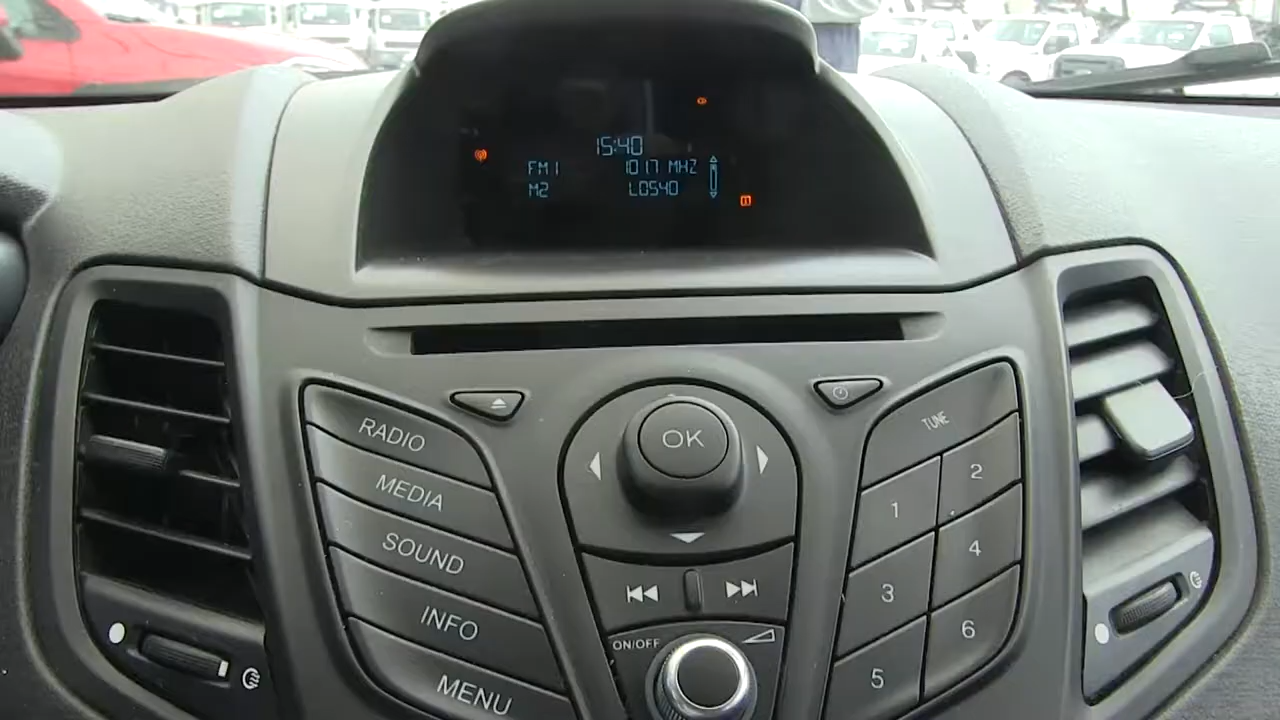 15:40
FM1 101.7 MHZ
M2 LOS40
RADIO
MEDIA
SOUND
INFO
MENU
OK
ON/OFF
TUNE
1 2
3 4
5 6